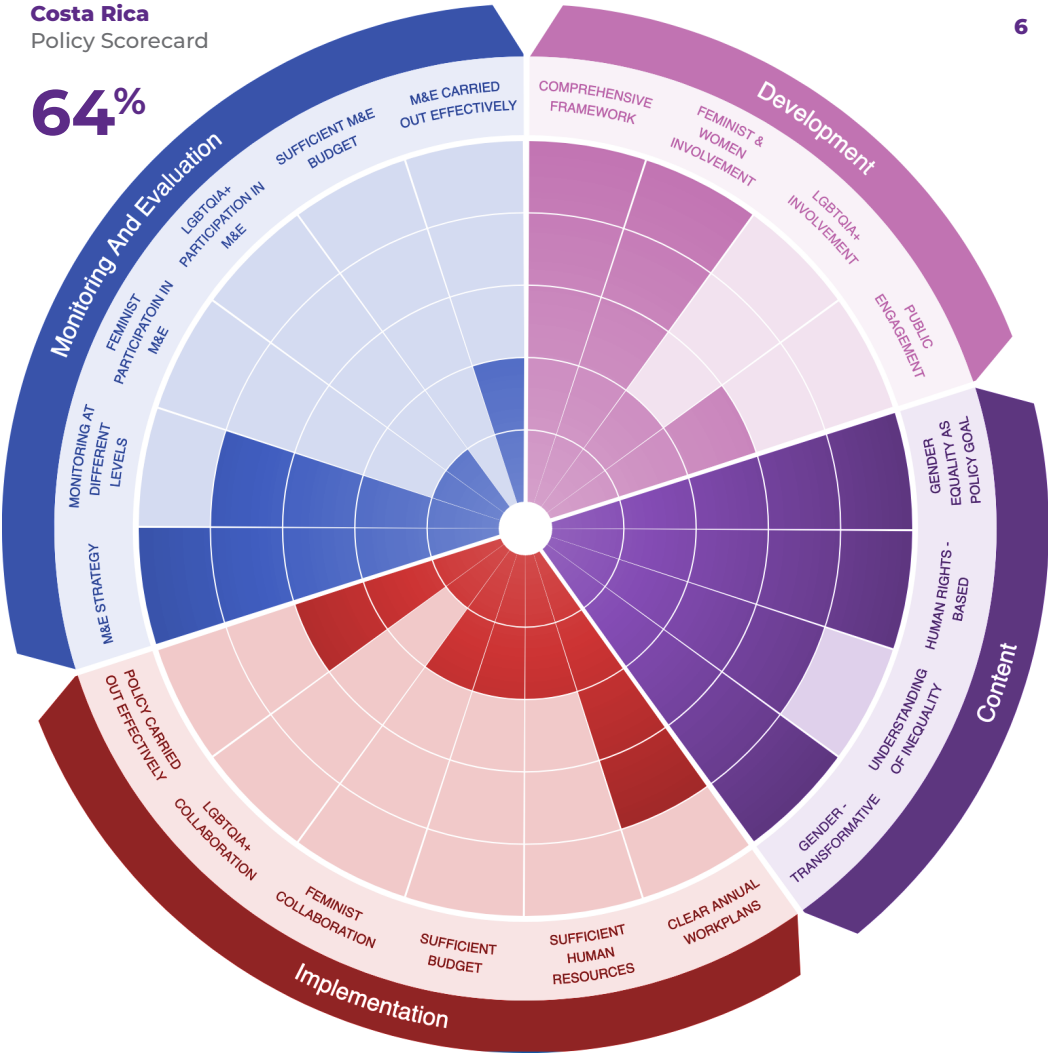 Costa Rica
Policy Scorecard
64%
6
Development
COMPREHENSIVE
FRAMEWORK
FEMINIST &
WOMEN
INVOLVEMENT
LGBTQIA+
INVOLVEMENT
PUBLIC
ENGAGEMENT
Content
GENDER
EQUALITY AS
POLICY GOAL
HUMAN RIGHTS -
BASED
UNDERSTANDING
OF INEQUALITY
GENDER -
TRANSFORMATIVE
Implementation
CLEAR ANNUAL
WORKPLANS
SUFFICIENT
HUMAN
RESOURCES
SUFFICIENT
BUDGET
FEMINIST
COLLABORATION
LGBTQIA+
COLLABORATION
POLICY CARRIED
OUT EFFECTIVELY
Monitoring And Evaluation
M&E STRATEGY
MONITORING AT
DIFFERENT
LEVELS
FEMINIST
PARTICIPATOIN IN
M&E
LGBTQIA+
PARTICIPATION IN
M&E
SUFFICIENT M&E
BUDGET
M&E CARRIED
OUT EFFECTIVELY